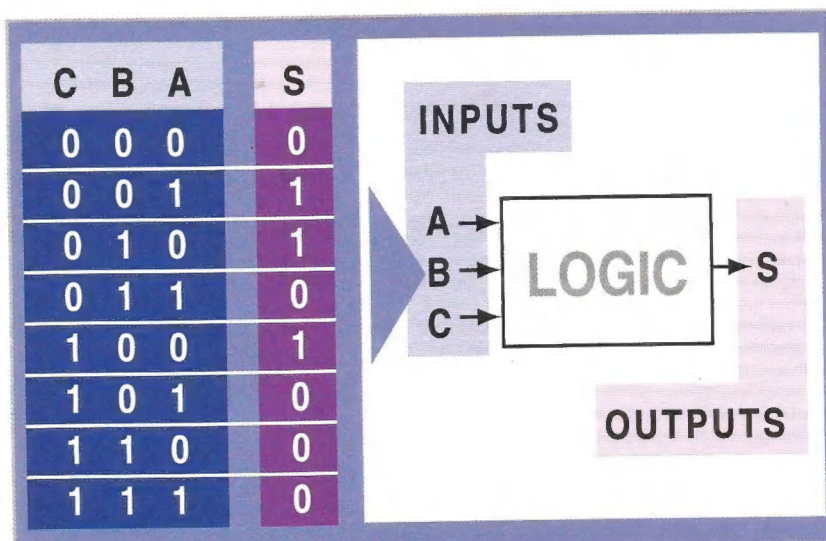 C B A S
0 0 0 0
0 0 1 1
0 1 0 1
0 1 1 0
1 0 0 1
1 0 1 0
1 1 0 0
1 1 1 0
INPUTS
A
B
C
LOGIC
S
OUTPUTS